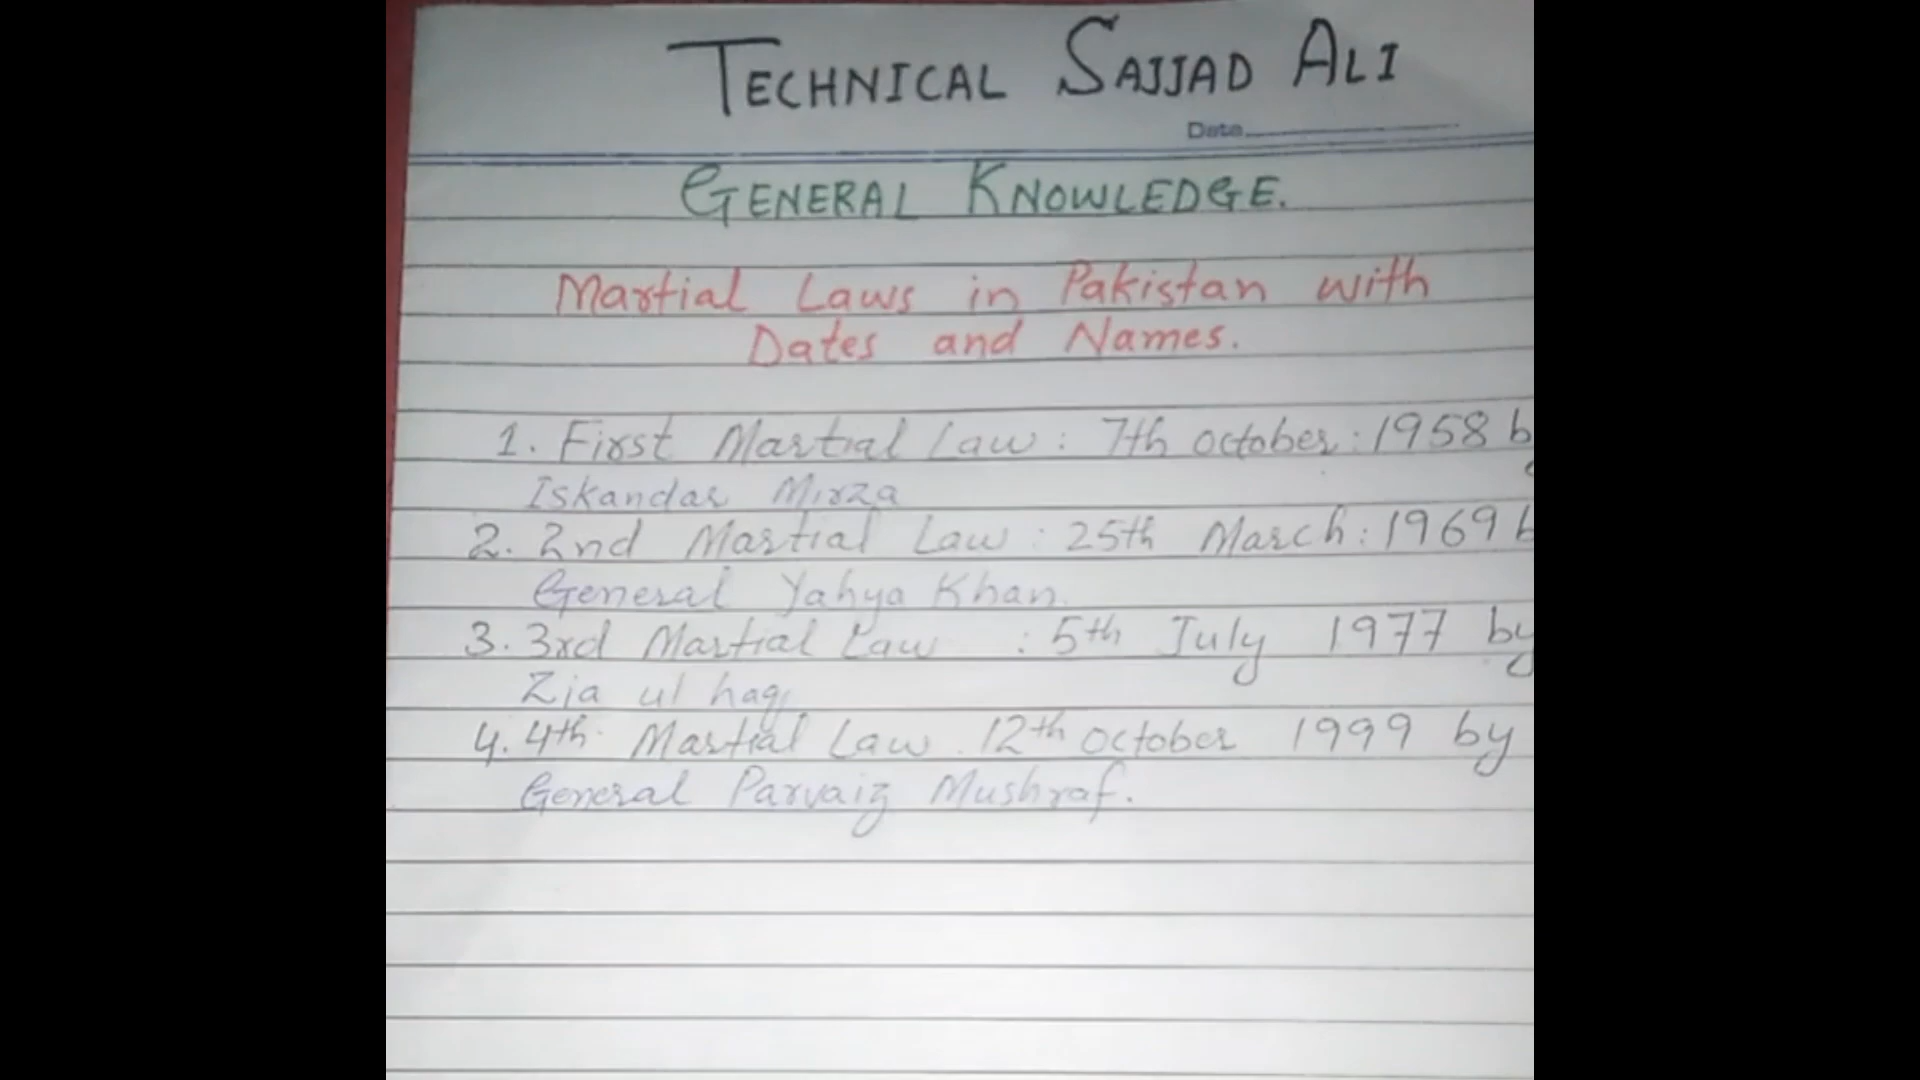 TECHNICAL SAJJAD ALI
Date
GENERAL KNOWLEDGE.
Martial Laws in Pakistan with
Dates and Names.
1. First Martial Law : 7th october : 1958 b
Iskandar Mirza
2. 2nd Martial Law : 25th March : 1969 b
General Yahya Khan.
3. 3rd Martial Law : 5th July 1977 by
Zia ul haq
4. 4th Martial Law . 12th october 1999 by
General Parvaiz Mushraf.